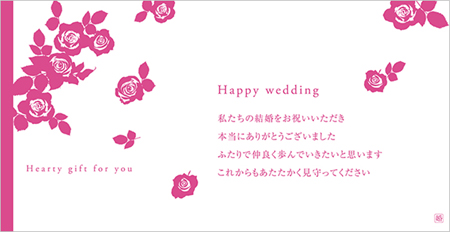 Happy wedding
私たちの結婚をお祝いいただき
本当にありがとうございました
ふたりで仲良く歩んでいきたいと思います
これからもあたたかく見守ってください
Hearty gift for you